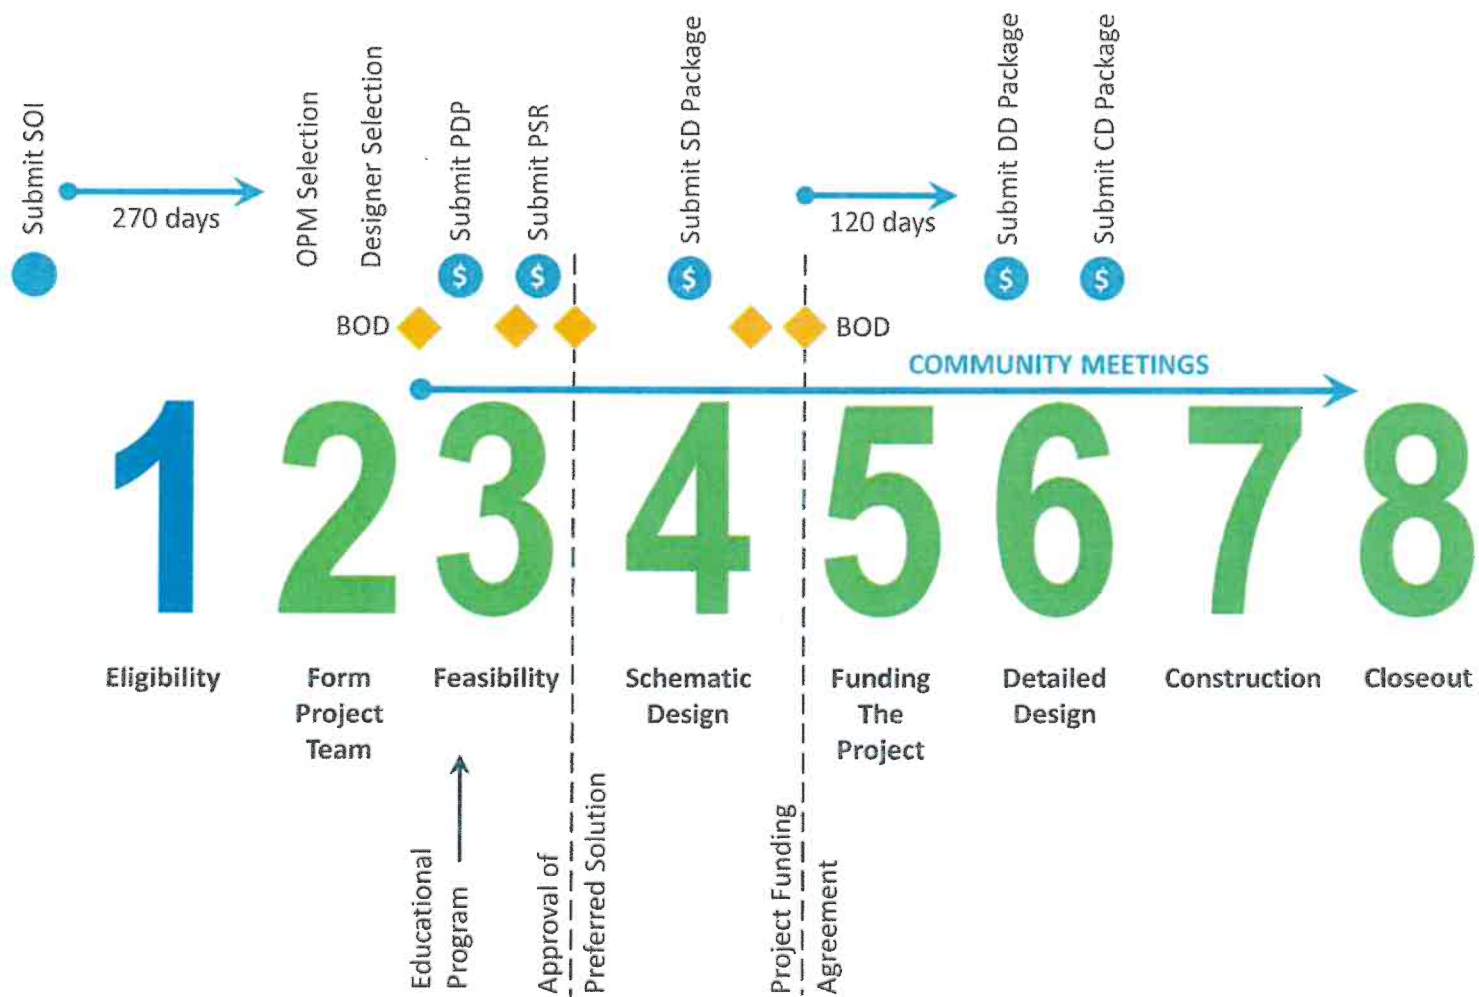 Submit SOI
270 days
OPM Selection
Designer Selection
Submit PDP
Submit PSR
Submit SD Package
120 days
Submit DD Package
Submit CD Package
$
$
$
$
$
BOD
BOD
COMMUNITY MEETINGS
1
2
3
4
5
6
7
8
Eligibility
Form
Project
Team
Feasibility
Schematic
Design
Funding
The
Project
Detailed
Design
Construction
Closeout
Educational
Program
Approval of
Preferred Solution
Project Funding
Agreement